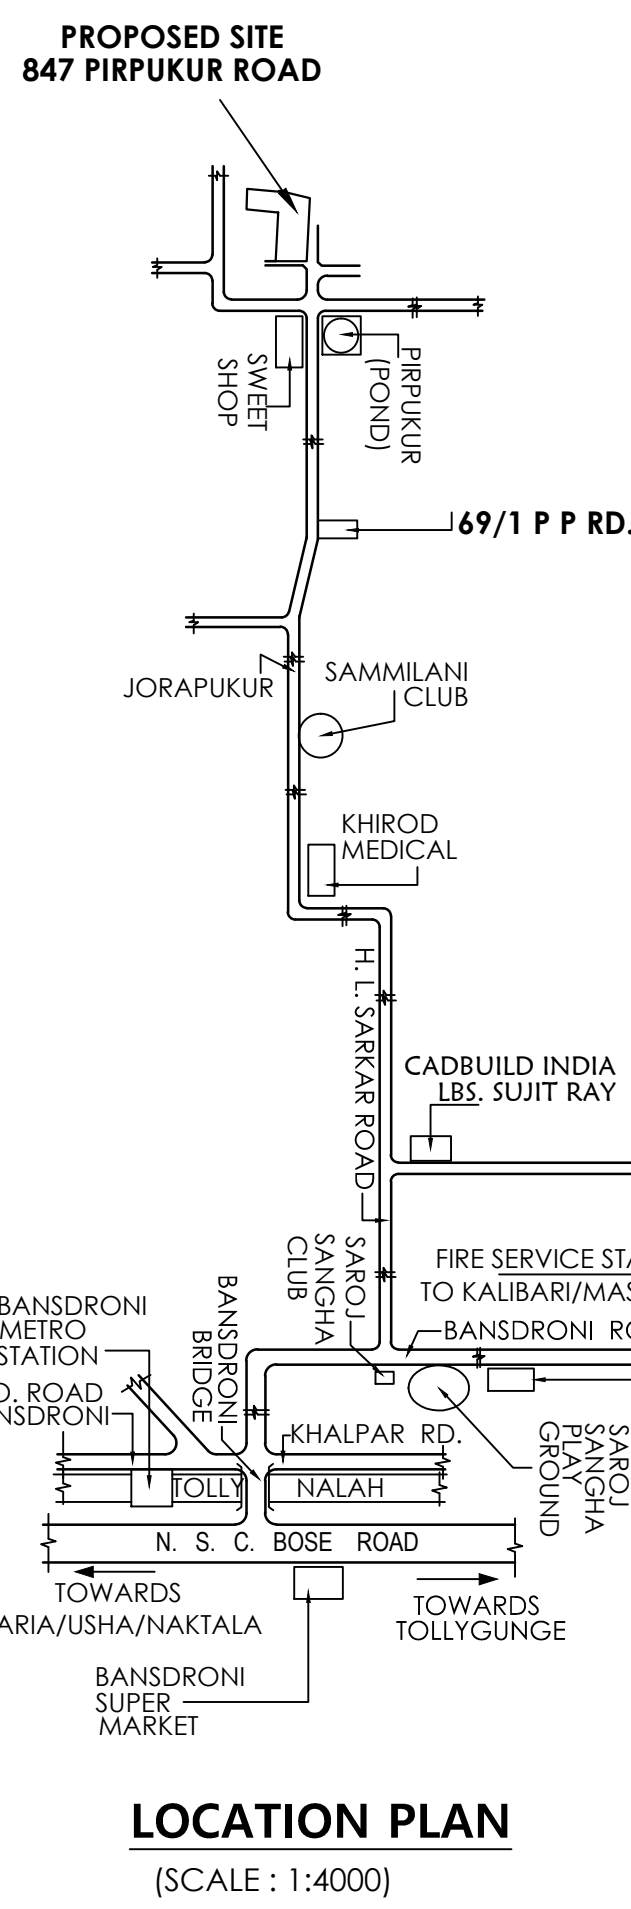 PROPOSED SITE
847 PIRPUKUR ROAD
SWEET
SHOP
PIRPUKUR
(POND)
69/1 P P RD.
JORAPUKUR
SAMMILANI
CLUB
KHIROD
MEDICAL
H. L. SARKAR ROAD
CADBUILD INDIA
LBS. SUJIT RAY
SAROJ
SANGHA
CLUB
FIRE SERVICE STA
TO KALIBARI/MAS
BANSDRONI RO
BANSDRONI
BRIDGE
BANSDRONI
METRO
STATION
D. ROAD
NSDRONI
KHALPAR RD.
SAROJ
SANGHA
PLAY
GROUND
TOLLY NALAH
N. S. C. BOSE ROAD
TOWARDS
ARIA/USHA/NAKTALA
TOWARDS
TOLLYGUNGE
BANSDRONI
SUPER
MARKET
LOCATION PLAN
(SCALE : 1:4000)